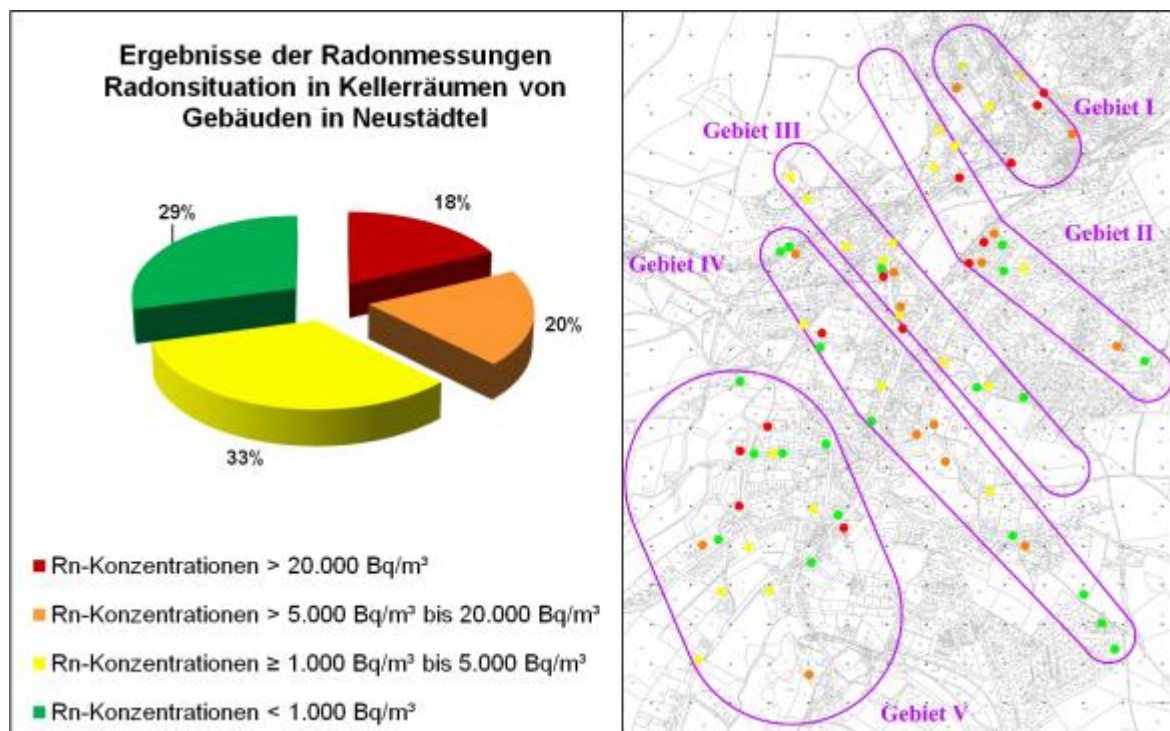 Ergebnisse der Radonmessungen
Radonsituation in Kellerräumen von
Gebäuden in Neustädtel
29%
18%
20%
33%
Rn-Konzentrationen > 20.000 Bq/m³
Rn-Konzentrationen > 5.000 Bq/m³ bis 20.000 Bq/m³
Rn-Konzentrationen ≥ 1.000 Bq/m³ bis 5.000 Bq/m³
Rn-Konzentrationen < 1.000 Bq/m³
Gebiet I
Gebiet III
Gebiet II
Gebiet IV
Gebiet V